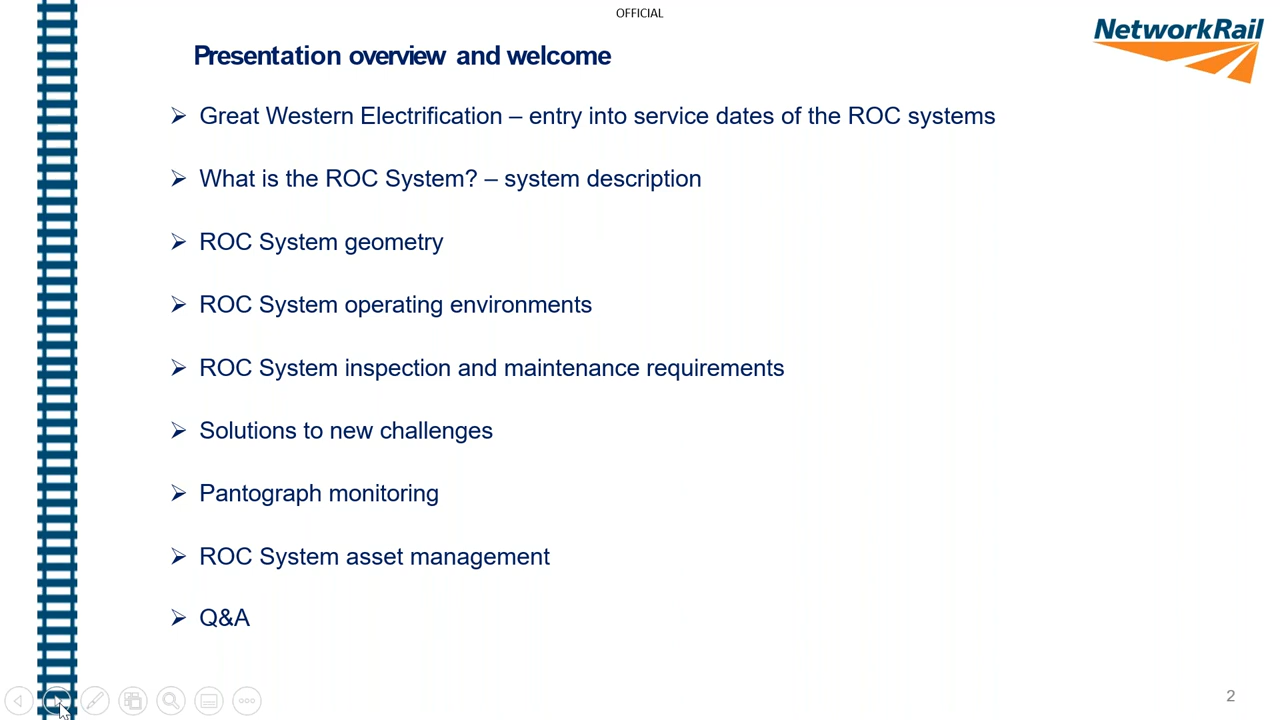 OFFICIAL
NetworkRail
Presentation overview and welcome
➢ Great Western Electrification – entry into service dates of the ROC systems
➢ What is the ROC System? – system description
➢ ROC System geometry
➢ ROC System operating environments
➢ ROC System inspection and maintenance requirements
➢ Solutions to new challenges
➢ Pantograph monitoring
➢ ROC System asset management
➢ Q&A
2